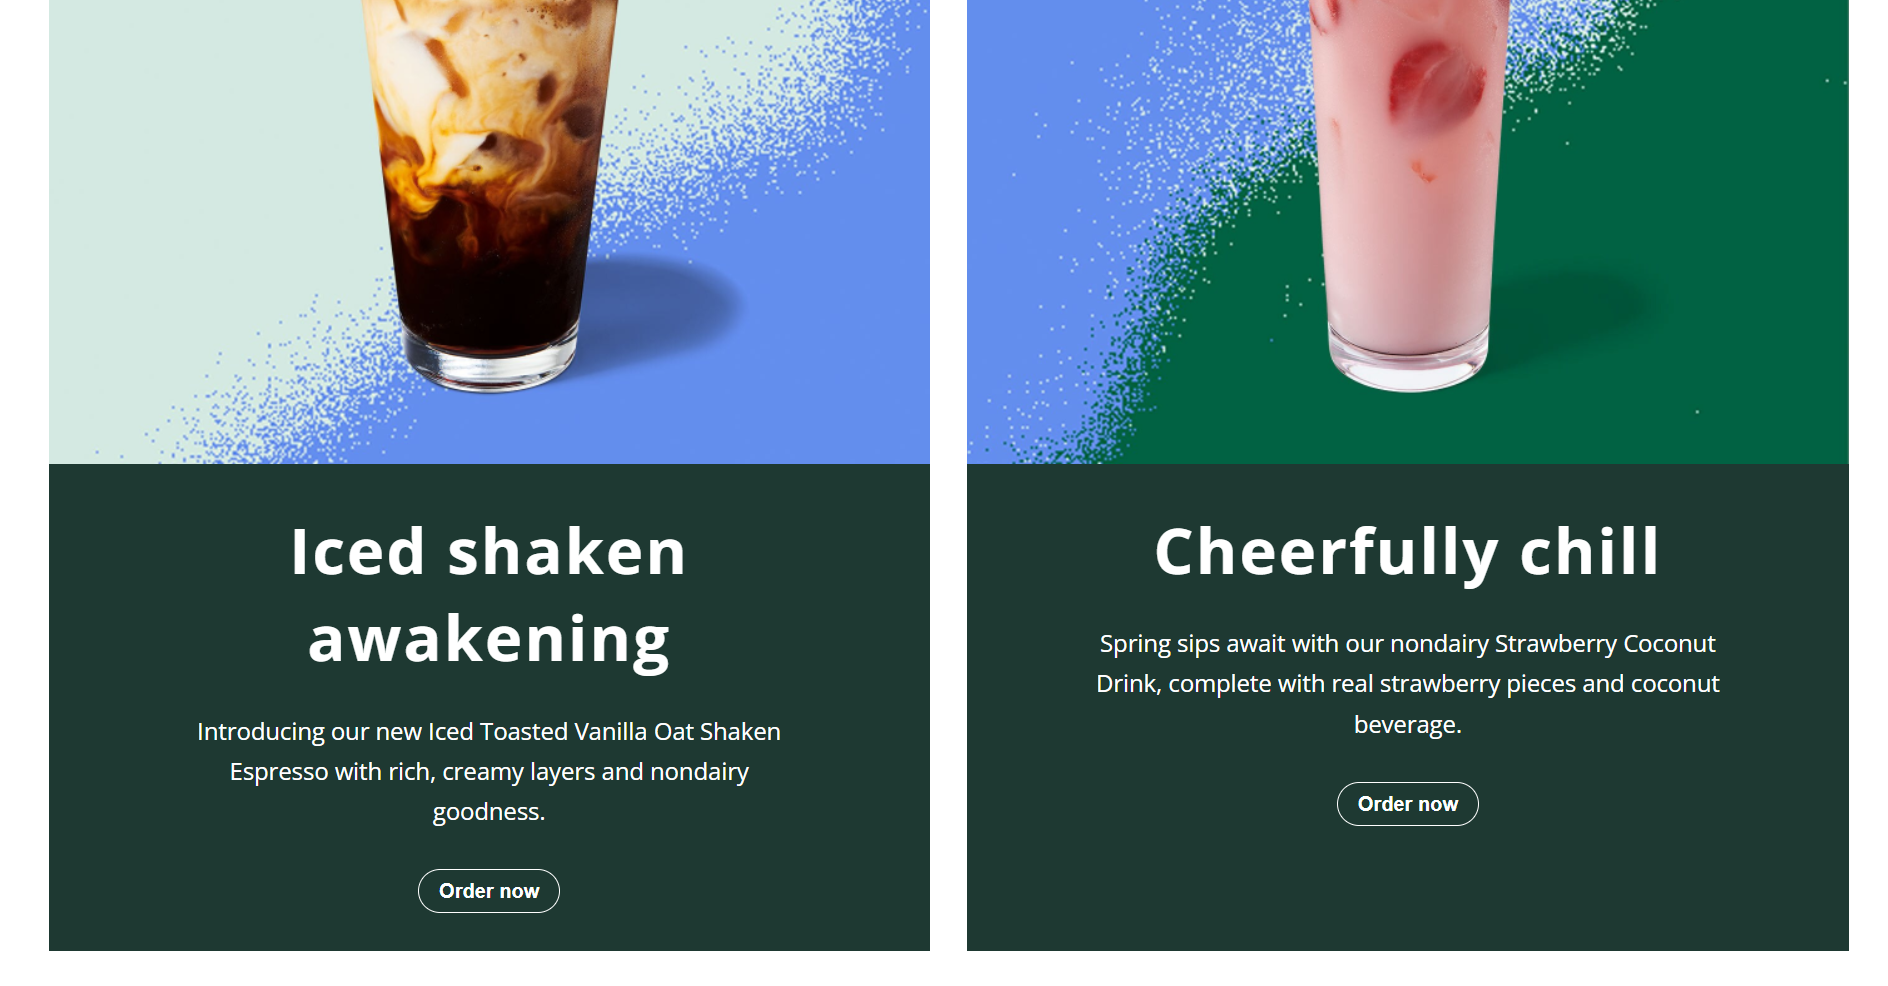 Iced shaken
awakening
Introducing our new Iced Toasted Vanilla Oat Shaken
Espresso with rich, creamy layers and nondairy
goodness.
Order now
Cheerfully chill
Spring sips await with our nondairy Strawberry Coconut
Drink, complete with real strawberry pieces and coconut
beverage.
Order now